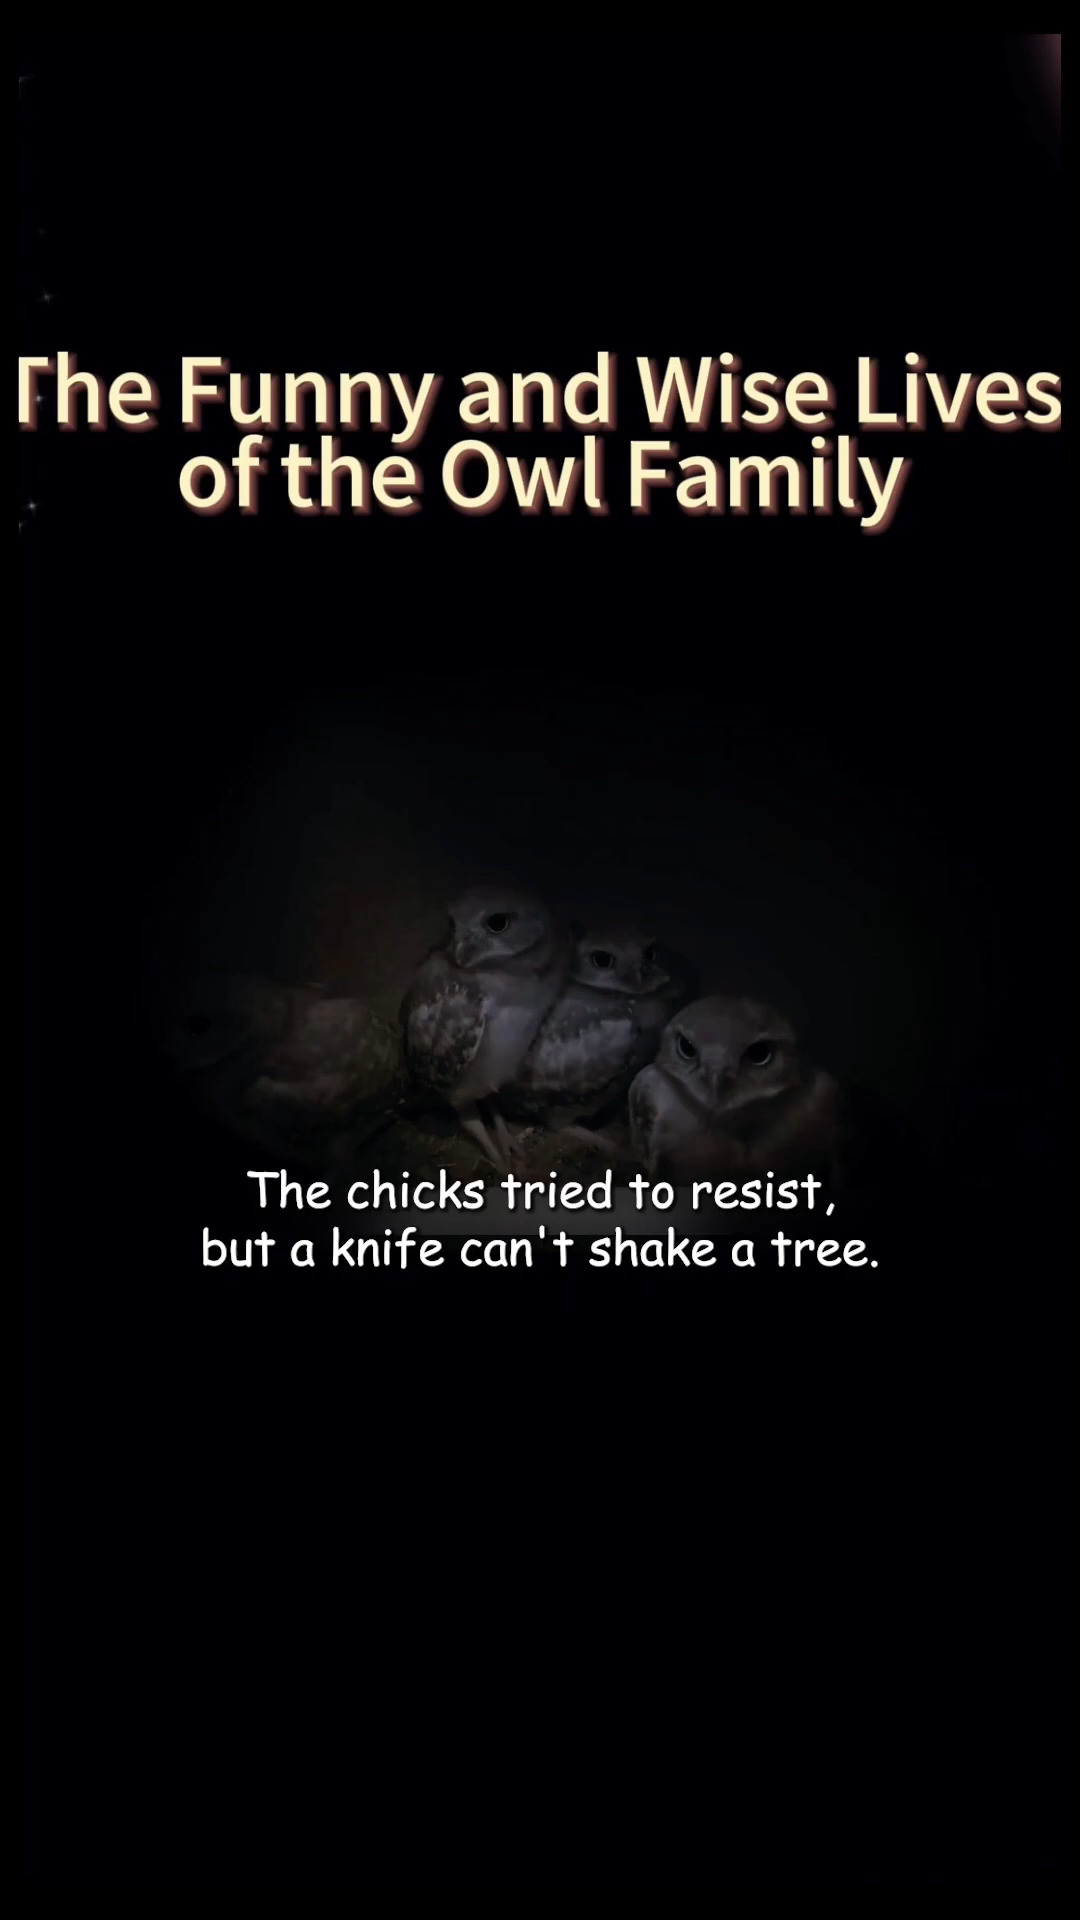 The Funny and Wise Lives
of the Owl Family
The chicks tried to resist,
but a knife can't shake a tree.